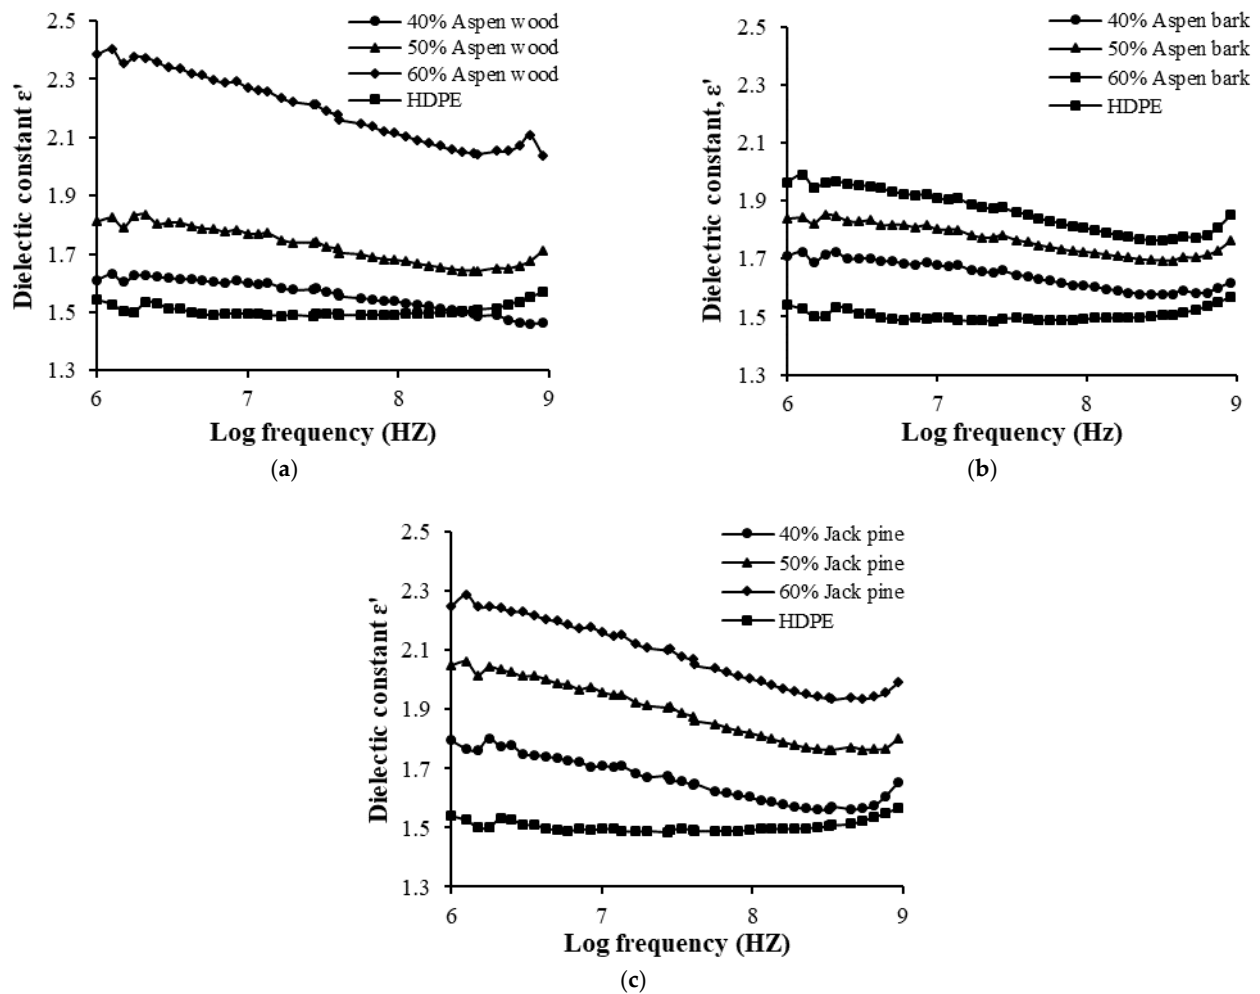 2.5
2.3
2.1
1.9
1.7
1.5
1.3
6
7
8
9
Dielectic constant ε'
Log frequency (HZ)
40% Aspen wood
50% Aspen wood
60% Aspen wood
HDPE
(a)
2.5
2.3
2.1
1.9
1.7
1.5
1.3
6
7
8
9
Dielectric constant, ε'
Log frequency (Hz)
40% Aspen bark
50% Aspen bark
60% Aspen bark
HDPE
(b)
2.5
2.3
2.1
1.9
1.7
1.5
1.3
6
7
8
9
Dielectic constant ε'
Log frequency (HZ)
40% Jack pine
50% Jack pine
60% Jack pine
HDPE
(c)